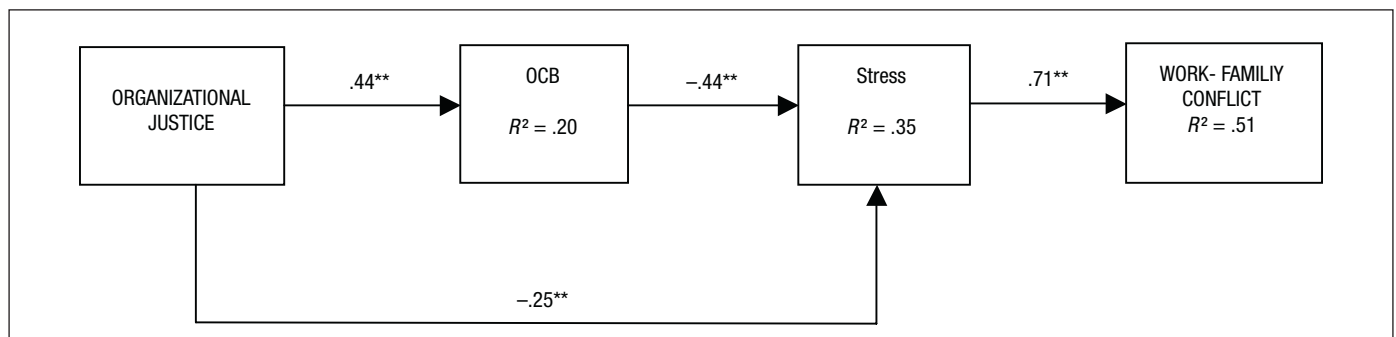 ORGANIZATIONAL
JUSTICE
.44**
OCB
R² = .20
–.44**
Stress
R² = .35
.71**
WORK- FAMILIY
CONFLICT
R² = .51
–.25**